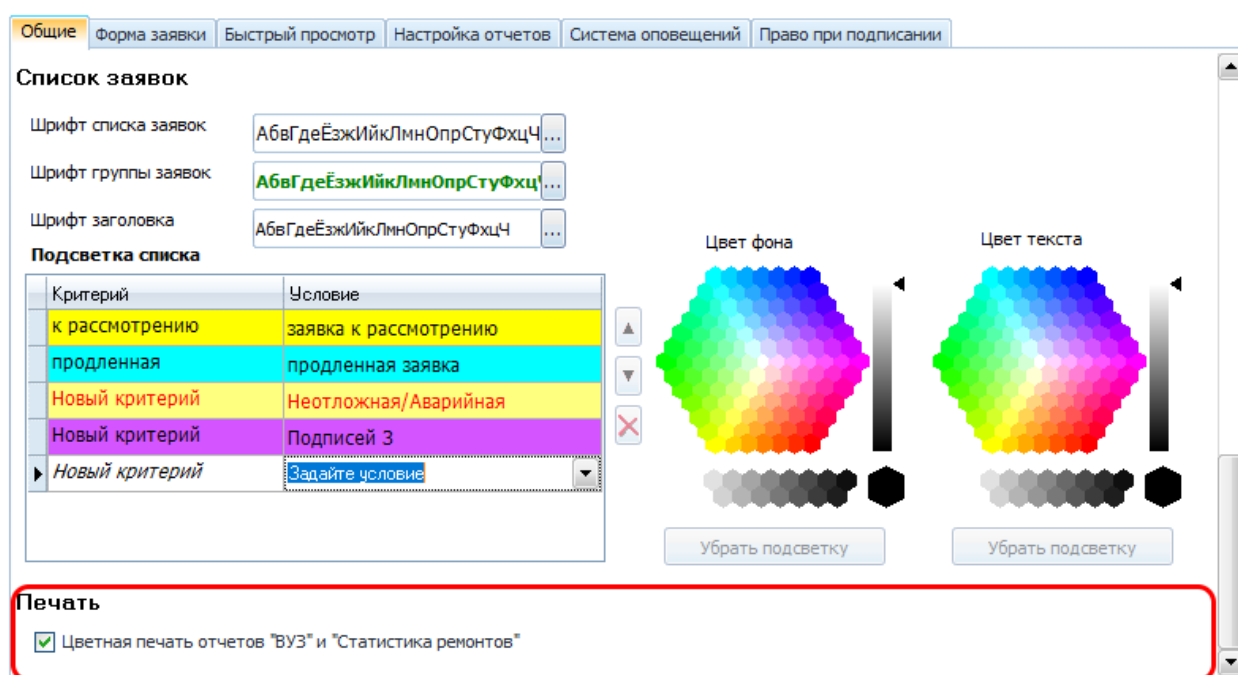 Общие Форма заявки Быстрый просмотр Настройка отчетов Система оповещений Право при подписании
Список заявок
Шрифт списка заявок АбвГдеЁзжИйкЛмнОпрСтуФхцЧ ...
Шрифт группы заявок АбвГдеЁзжИйкЛмнОпрСтуФхц ...
Шрифт заголовка АбвГдеЁзжИйкЛмнОпрСтуФхцЧ ...
Подсветка списка
Цвет фона Цвет текста
Критерий Условие
к рассмотрению заявка к рассмотрению
продленная продленная заявка
Новый критерий Неотложная/Аварийная
Новый критерий Подписей 3
Новый критерий Задайте условие
Убрать подсветку Убрать подсветку
Печать
Цветная печать отчетов "ВУЗ" и "Статистика ремонтов"